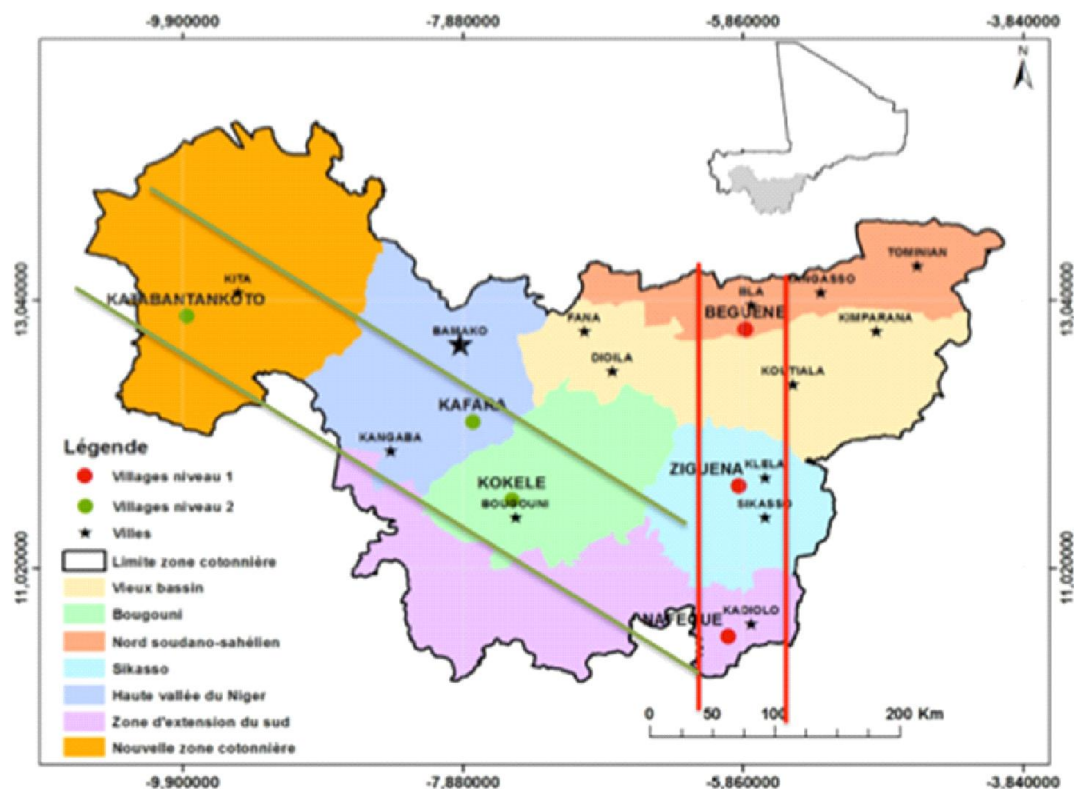 -9,900000 -7,880000 -5,860000 -3,840000
N
TOMINIAN
KITA
KATABANTANKOTO
BLA
BEGUENE
KIMPARANA
13,040000
13,040000
BAMAKO
FANA
DIOILA
KOUTIALA
KAFARA
KANGABA
ZIGUENA
KLELA
KOKELE
BOUGOUNI
SIKASSO
Légende
Villages niveau 1
Villages niveau 2
Villes
Limite zone cotonnière
Vieux bassin
Bougouni
Nord soudano-sahélien
Sikasso
Haute vallée du Niger
Zone d'extension du sud
Nouvelle zone cotonnière
11,020000
11,020000
KADIOLO
0 50 100 200 Km
-9,900000 -7,880000 -5,860000 -3,840000